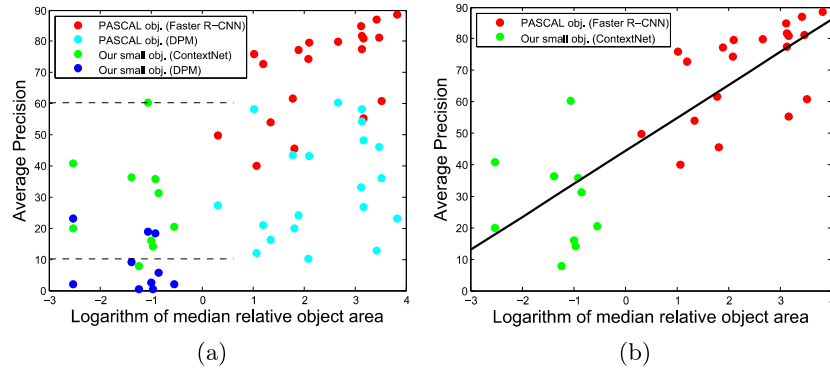 PASCAL obj. (Faster R-CNN)
PASCAL obj. (DPM)
Our small obj. (ContextNet)
Our small obj. (DPM)
Average Precision
90
80
70
60
50
40
30
20
10
0
-3 -2 -1 0 1 2 3 4
Logarithm of median relative object area
(a)
PASCAL obj. (Faster R-CNN)
Our small obj. (ContextNet)
Average Precision
90
80
70
60
50
40
30
20
10
0
-3 -2 -1 0 1 2 3
Logarithm of median relative object area
(b)